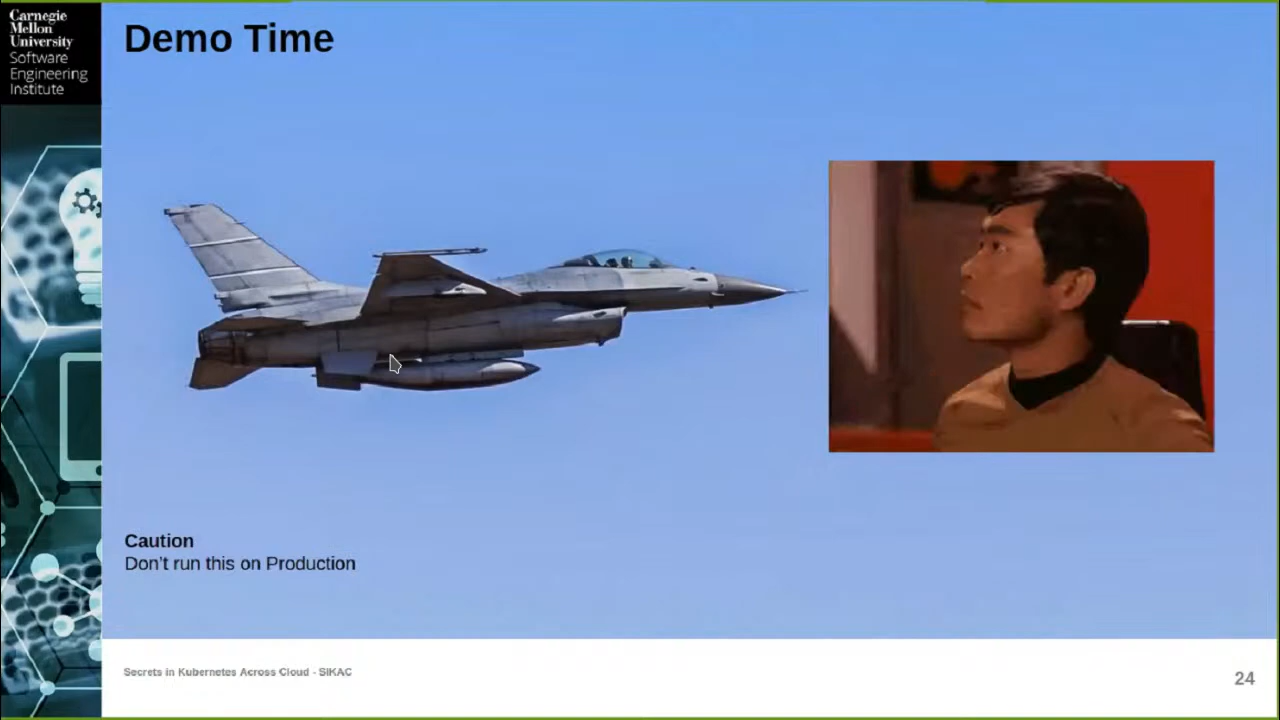 Carnegie
Mellon
University
Software
Engineering
Institute
Demo Time
Caution
Don't run this on Production
Secrets in Kubernetes Across Cloud - SIKAC
24